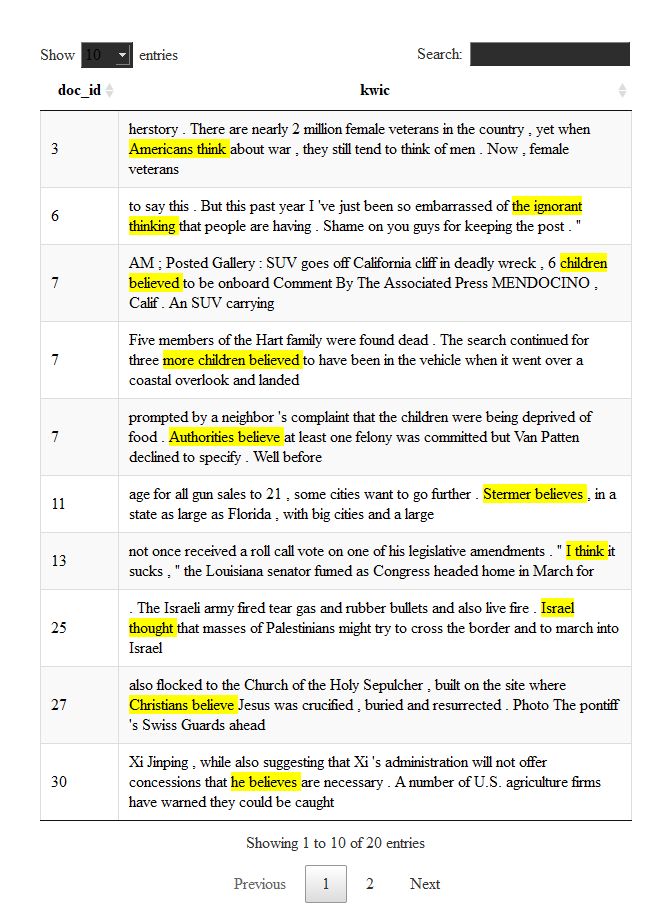 Show 10 entries Search:
doc_id kwic
herstory . There are nearly 2 million female veterans in the country , yet when
3 Americans think about war , they still tend to think of men . Now , female
veterans
6 to say this . But this past year I 've just been so embarrassed of the ignorant
thinking that people are having . Shame on you guys for keeping the post . "
AM ; Posted Gallery : SUV goes off California cliff in deadly wreck , 6 children
7 believed to be onboard Comment By The Associated Press MENDOCINO ,
Calif . An SUV carrying
Five members of the Hart family were found dead . The search continued for
7 three more children believed to have been in the vehicle when it went over a
coastal overlook and landed
prompted by a neighbor 's complaint that the children were being deprived of
7 food . Authorities believe at least one felony was committed but Van Patten
declined to specify . Well before
11 age for all gun sales to 21 , some cities want to go further . Stermer believes , in a
state as large as Florida , with big cities and a large
13 not once received a roll call vote on one of his legislative amendments . " I think it
sucks , " the Louisiana senator fumed as Congress headed home in March for
. The Israeli army fired tear gas and rubber bullets and also live fire . Israel
25 thought that masses of Palestinians might try to cross the border and to march into
Israel
also flocked to the Church of the Holy Sepulcher , built on the site where
27 Christians believe Jesus was crucified , buried and resurrected . Photo The pontiff
's Swiss Guards ahead
Xi Jinping , while also suggesting that Xi 's administration will not offer
30 concessions that he believes are necessary . A number of U.S. agriculture firms
have warned they could be caught
Showing 1 to 10 of 20 entries
Previous 1 2 Next